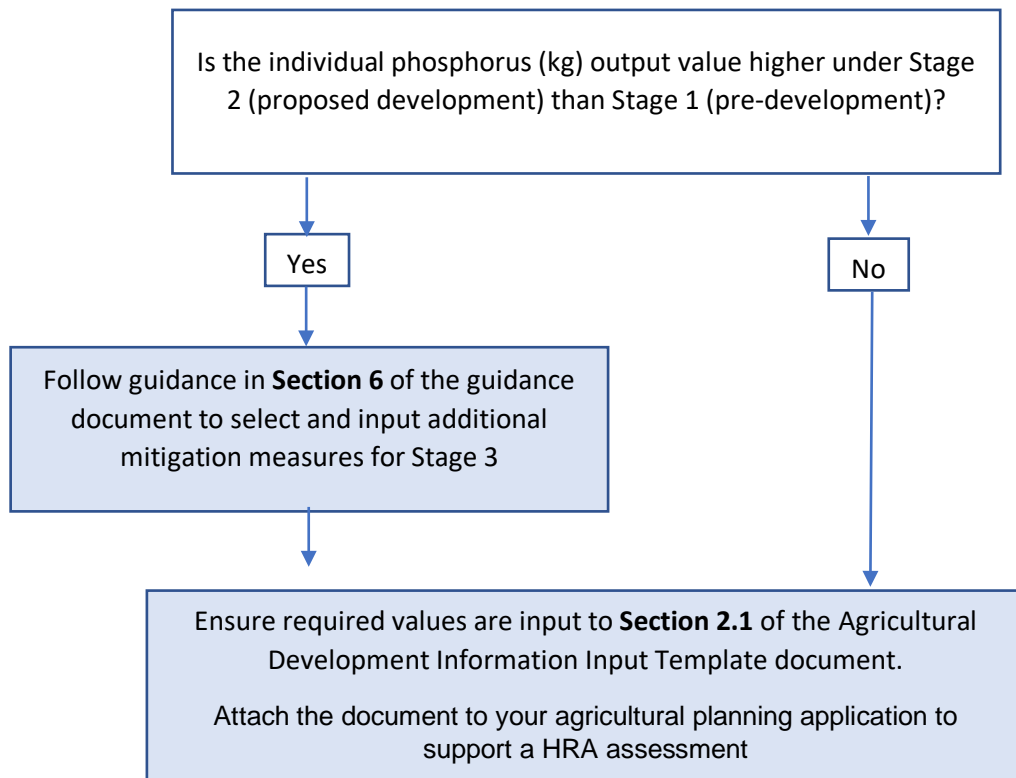 Is the individual phosphorus (kg) output value higher under Stage
2 (proposed development) than Stage 1 (pre-development)?
Yes
No
Follow guidance in Section 6 of the guidance
document to select and input additional
mitigation measures for Stage 3
Ensure required values are input to Section 2.1 of the Agricultural
Development Information Input Template document.
Attach the document to your agricultural planning application to
support a HRA assessment